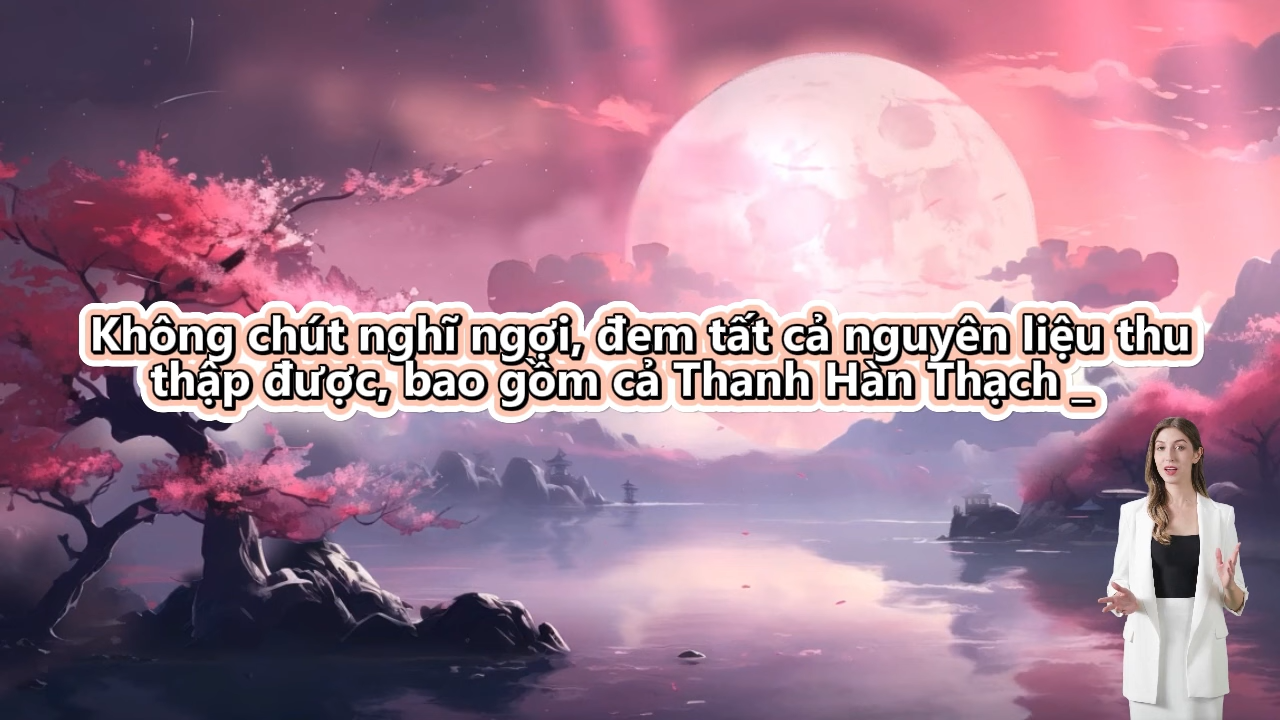 Không chút nghĩ ngợi, đem tất cả nguyên liệu thu
thập được, bao gồm cả Thanh Hàn Thạch _